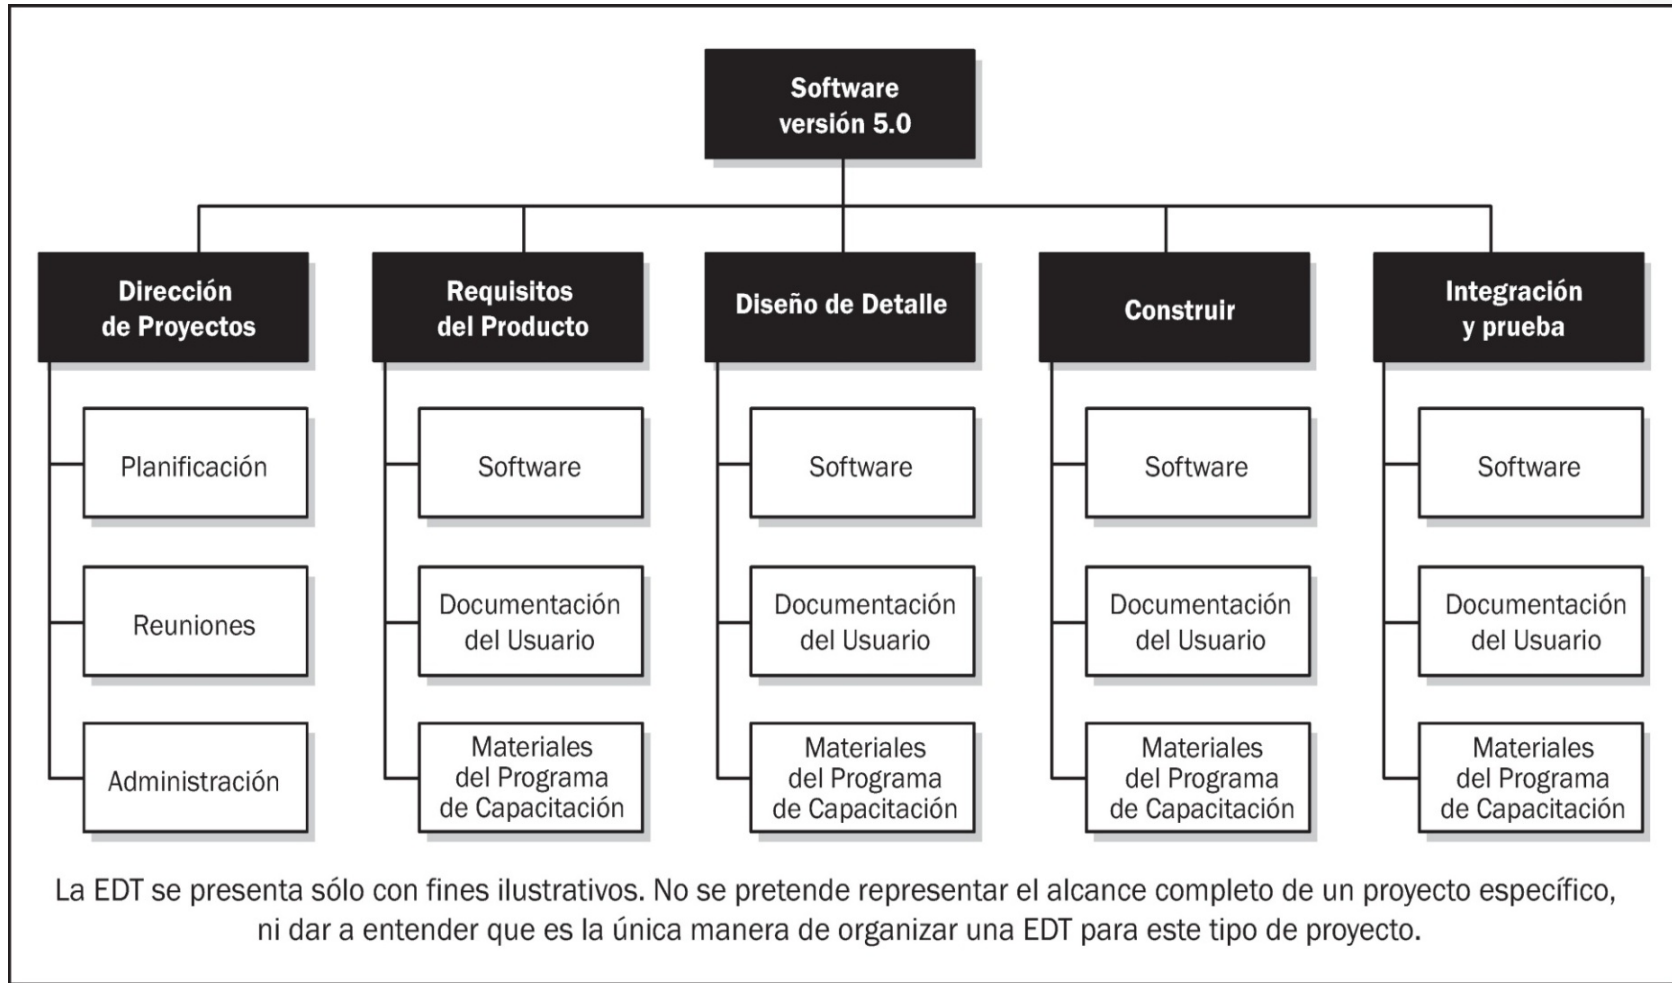 Software
versión 5.0
Dirección
de Proyectos
Requisitos
del Producto
Diseño de Detalle
Construir
Integración
y prueba
Planificación
Software
Software
Software
Software
Reuniones
Documentación
del Usuario
Documentación
del Usuario
Documentación
del Usuario
Documentación
del Usuario
Administración
Materiales
del Programa
de Capacitación
Materiales
del Programa
de Capacitación
Materiales
del Programa
de Capacitación
Materiales
del Programa
de Capacitación
La EDT se presenta sólo con fines ilustrativos. No se pretende representar el alcance completo de un proyecto específico,
ni dar a entender que es la única manera de organizar una EDT para este tipo de proyecto.